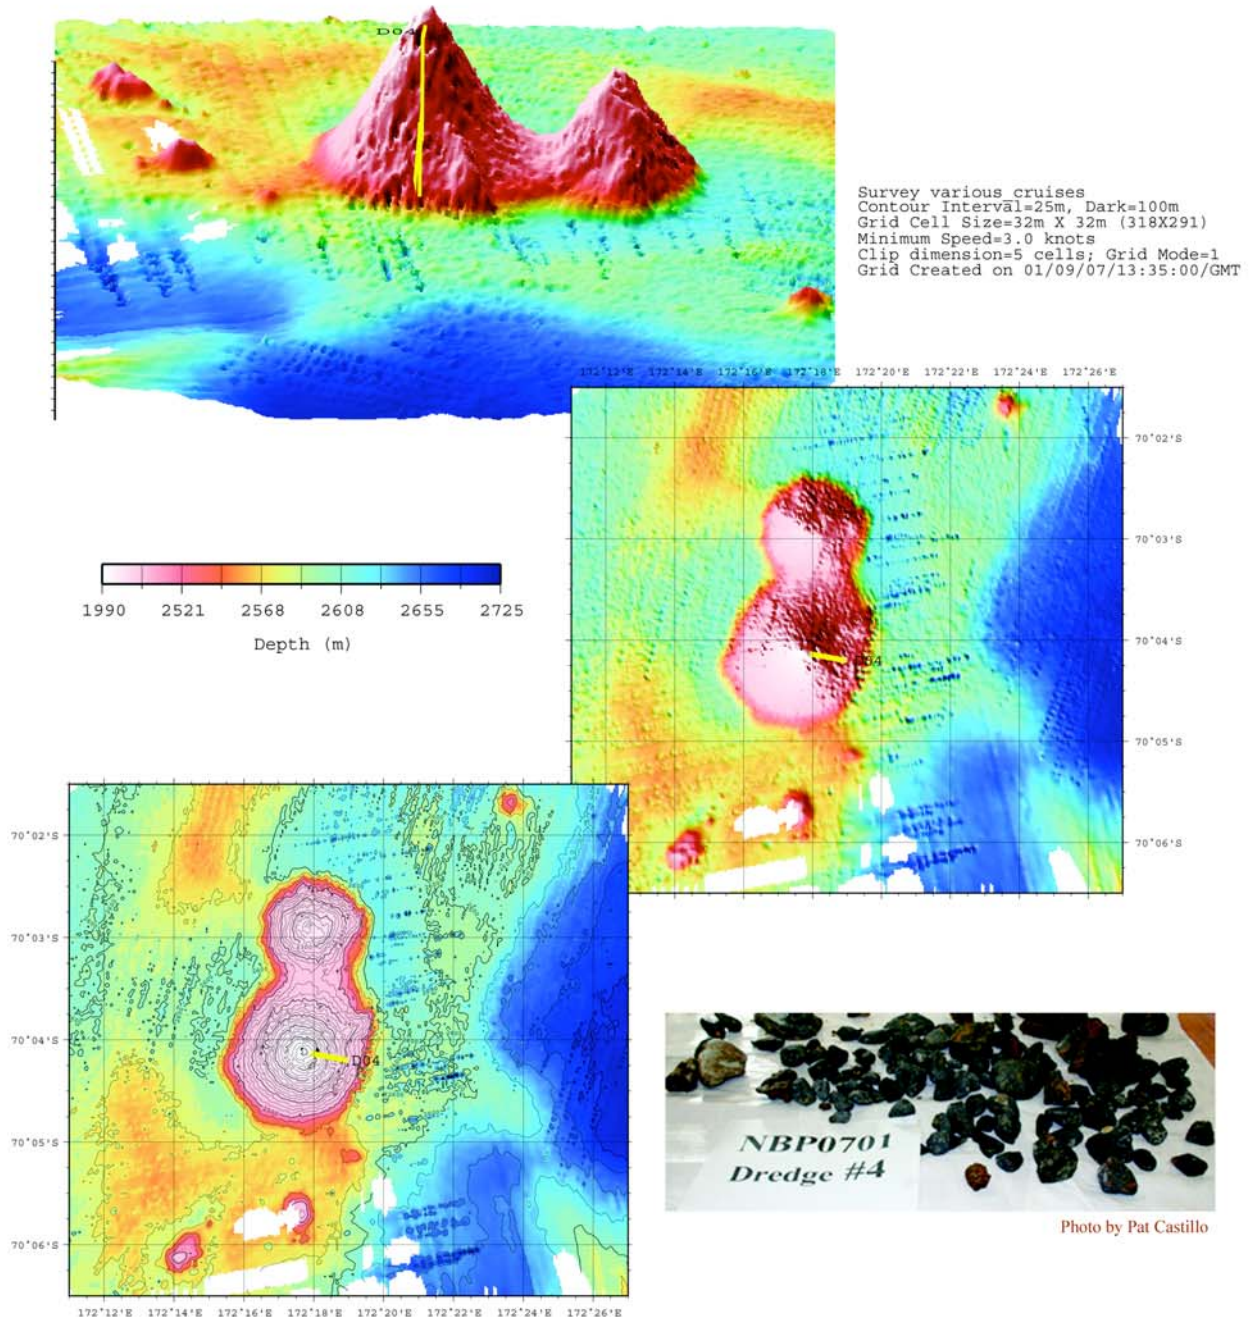 D04
Survey various cruises
Contour Interval=25m, Dark=100m
Grid Cell Size=32m X 32m (318X291)
Minimum Speed=3.0 knots
Clip dimension=5 cells; Grid Mode=1
Grid Created on 01/09/07/13:35:00/GMT
172°12'E 172°14'E 172°16'E 172°18'E 172°20'E 172°22'E 172°24'E 172°26'E
70°02'S
70°03'S
70°04'S
D04
70°05'S
70°06'S
1990 2521 2568 2608 2655 2725
Depth (m)
70°02'S
70°03'S
70°04'S
D04
70°05'S
70°06'S
172°12'E 172°14'E 172°16'E 172°18'E 172°20'E 172°22'E 172°24'E 172°26'E
NBP0701
Dredge #4
Photo by Pat Castillo